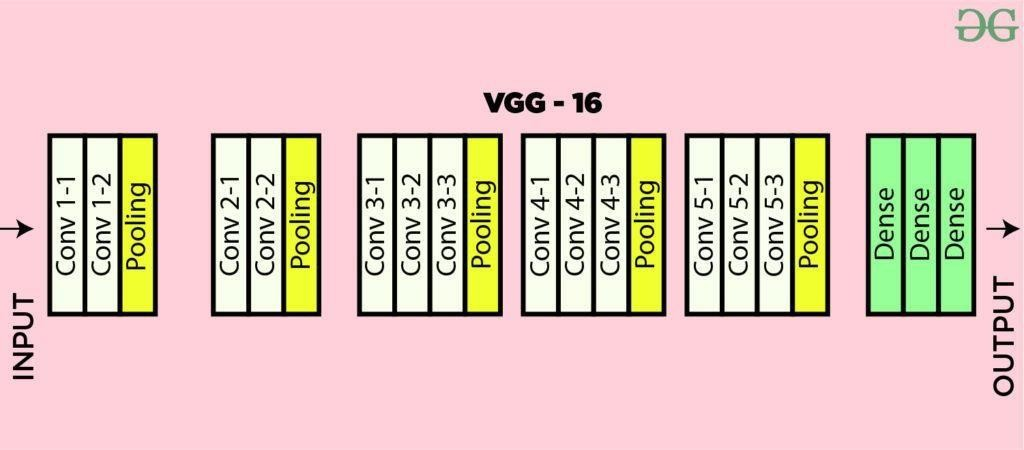 VGG - 16
INPUT
Conv 1-1
Conv 1-2
Pooling
Conv 2-1
Conv 2-2
Pooling
Conv 3-1
Conv 3-2
Conv 3-3
Pooling
Conv 4-1
Conv 4-2
Conv 4-3
Pooling
Conv 5-1
Conv 5-2
Conv 5-3
Pooling
Dense
Dense
Dense
OUTPUT